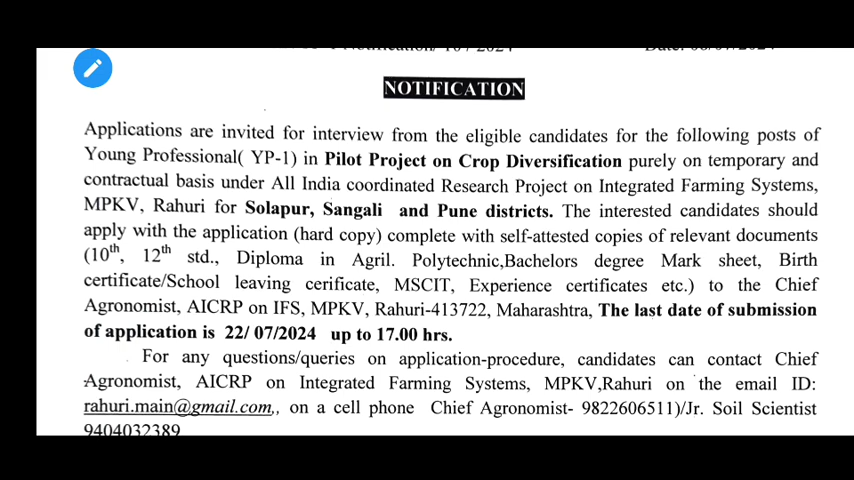 NOTIFICATION
Applications are invited for interview from the eligible candidates for the following posts of
Young Professional( YP-1) in Pilot Project on Crop Diversification purely on temporary and
contractual basis under All India coordinated Research Project on Integrated Farming Systems,
MPKV, Rahuri for Solapur, Sangali and Pune districts. The interested candidates should
apply with the application (hard copy) complete with self-attested copies of relevant documents
(10th, 12th std., Diploma in Agril. Polytechnic,Bachelors degree Mark sheet, Birth
certificate/School leaving cerificate, MSCIT, Experience certificates etc.) to the Chief
Agronomist, AICRP on IFS, MPKV, Rahuri-413722, Maharashtra, The last date of submission
of application is 22/ 07/2024 up to 17.00 hrs.
For any questions/queries on application-procedure, candidates can contact Chief
Agronomist, AICRP on Integrated Farming Systems, MPKV,Rahuri on the email ID:
rahuri.main@gmail.com,, on a cell phone Chief Agronomist- 9822606511)/Jr. Soil Scientist
9404032389